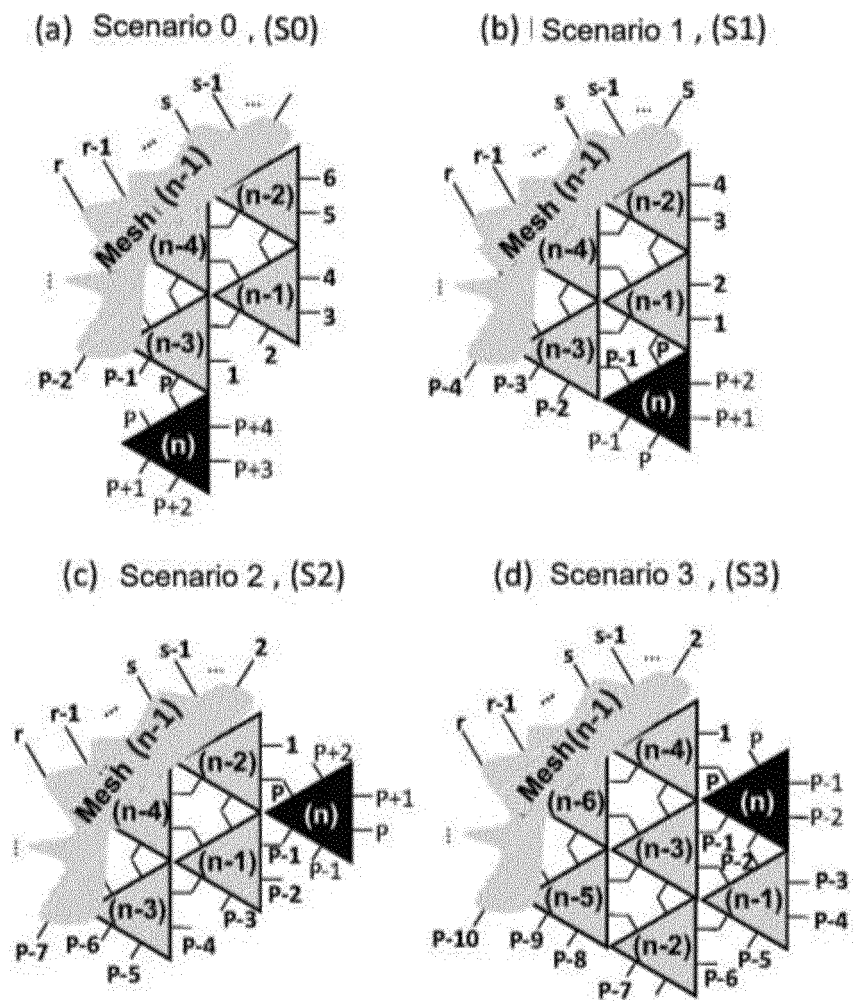 (a) Scenario 0 , (S0)
s s-1 ...
r r-1 ...
Mesh (n-1)
(n-2) 6
5
(n-4)
(n-1) 4
3
...
(n-3) 2
P-2 P-1 P 1
P (n) P+4
P+3
P+1 P+2
(b) Scenario 1 , (S1)
s s-1 ... 5
r r-1 ...
Mesh (n-1)
(n-2) 4
3
(n-4)
(n-1) 2
1
...
(n-3) P-1 P
P-4 P-3 P-2
(n) P+2
P+1
P-1 P
(c) Scenario 2 , (S2)
s s-1 ... 2
r r-1 ...
Mesh (n-1)
(n-2) 1 P+2
(n-4) P (n) P+1
P
...
(n-1) P-1 P-1
P-2
(n-3) P-3
P-7 P-6 P-5 P-4
(d) Scenario 3 , (S3)
s s-1 ... 2
r r-1 ...
Mesh(n-1)
(n-4) 1 P
(n-6) P (n) P-1
P-2
...
(n-3) P-1 P-2
(n-5) (n-1) P-3
P-4
P-10 P-9 P-8
(n-2) P-5
P-7 P-6